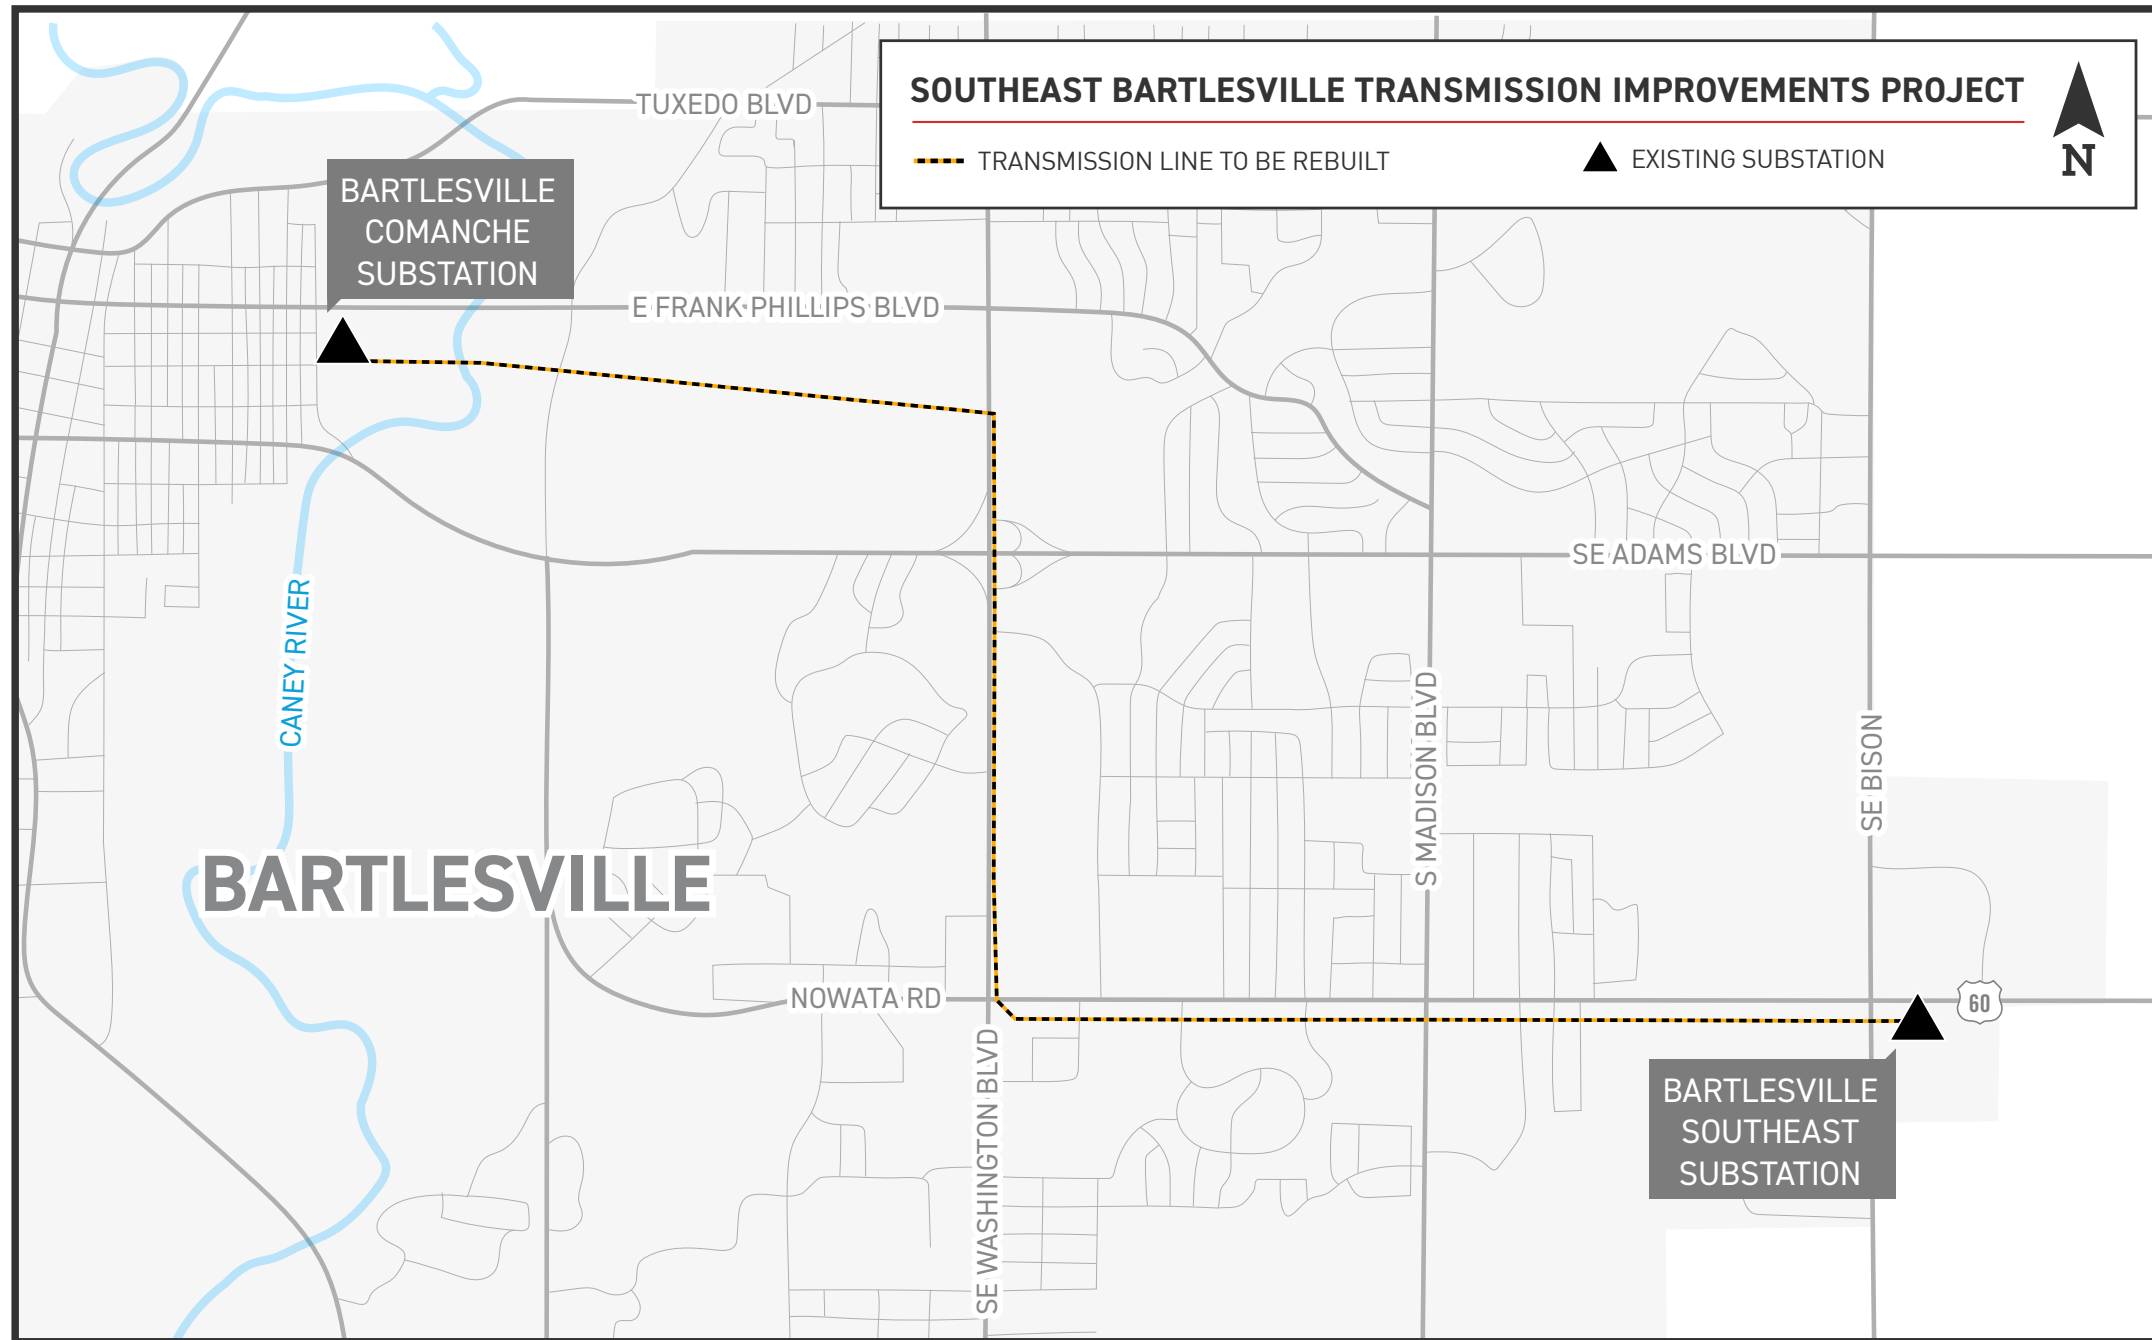 SOUTHEAST BARTLESVILLE TRANSMISSION IMPROVEMENTS PROJECT
TRANSMISSION LINE TO BE REBUILT
EXISTING SUBSTATION
N
TUXEDO BLVD
BARTLESVILLE
COMANCHE
SUBSTATION
E FRANK PHILLIPS BLVD
SE ADAMS BLVD
CANEY RIVER
S MADISON BLVD
SE BISON
BARTLESVILLE
NOWATA RD
60
SE WASHINGTON BLVD
BARTLESVILLE
SOUTHEAST
SUBSTATION